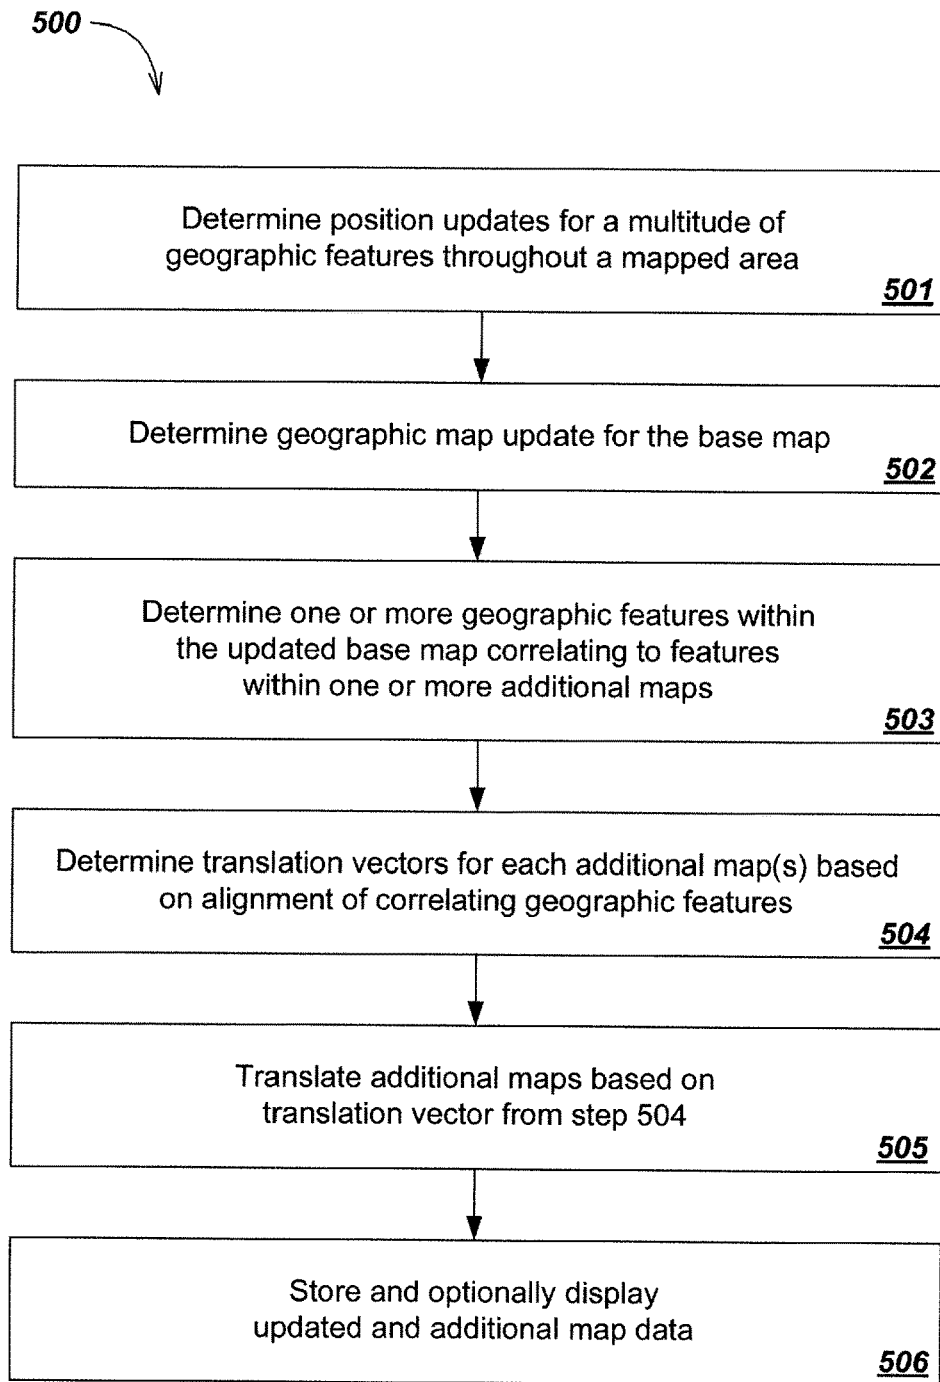 500
Determine position updates for a multitude of
geographic features throughout a mapped area
501
Determine geographic map update for the base map
502
Determine one or more geographic features within
the updated base map correlating to features
within one or more additional maps
503
Determine translation vectors for each additional map(s) based
on alignment of correlating geographic features
504
Translate additional maps based on
translation vector from step 504
505
Store and optionally display
updated and additional map data
506